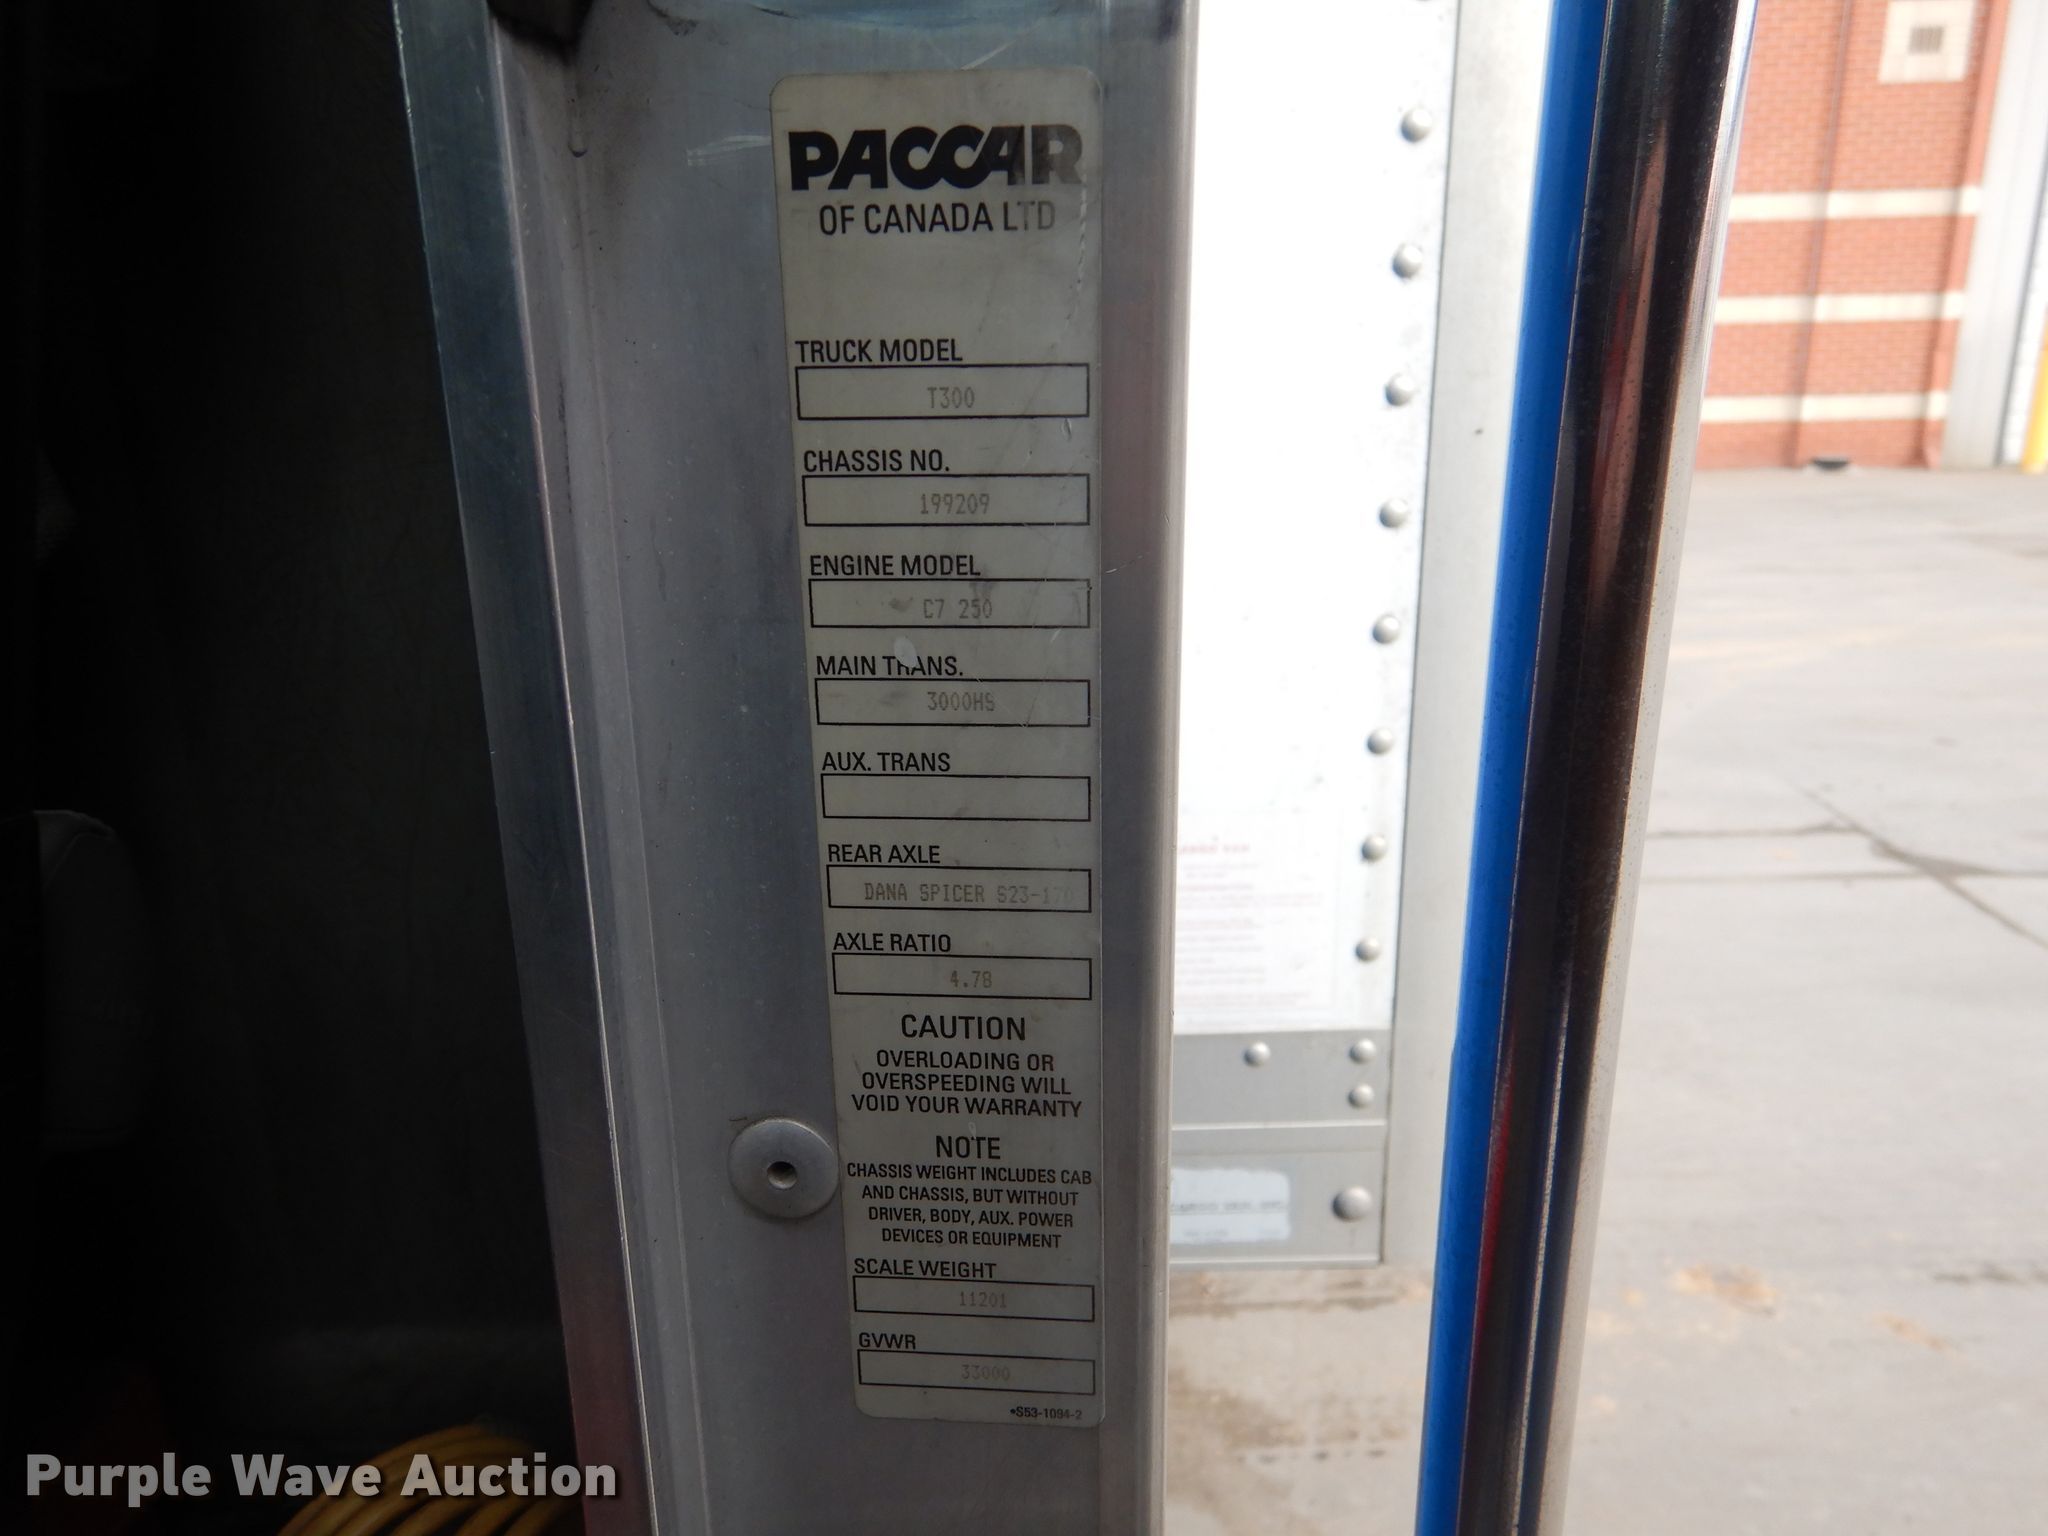 PACCAR
OF CANADA LTD
TRUCK MODEL
T300
CHASSIS NO.
199209
ENGINE MODEL
C7 250
MAIN TRANS.
3000HS
AUX. TRANS
REAR AXLE
DANA SPICER S23-170
AXLE RATIO
4.78
CAUTION
OVERLOADING OR
OVERSPEEDING WILL
VOID YOUR WARRANTY
NOTE
CHASSIS WEIGHT INCLUDES CAB
AND CHASSIS, BUT WITHOUT
DRIVER, BODY, AUX. POWER
DEVICES OR EQUIPMENT
SCALE WEIGHT
11201
GVWR
33000
•S53-1094-2
Purple Wave Auction